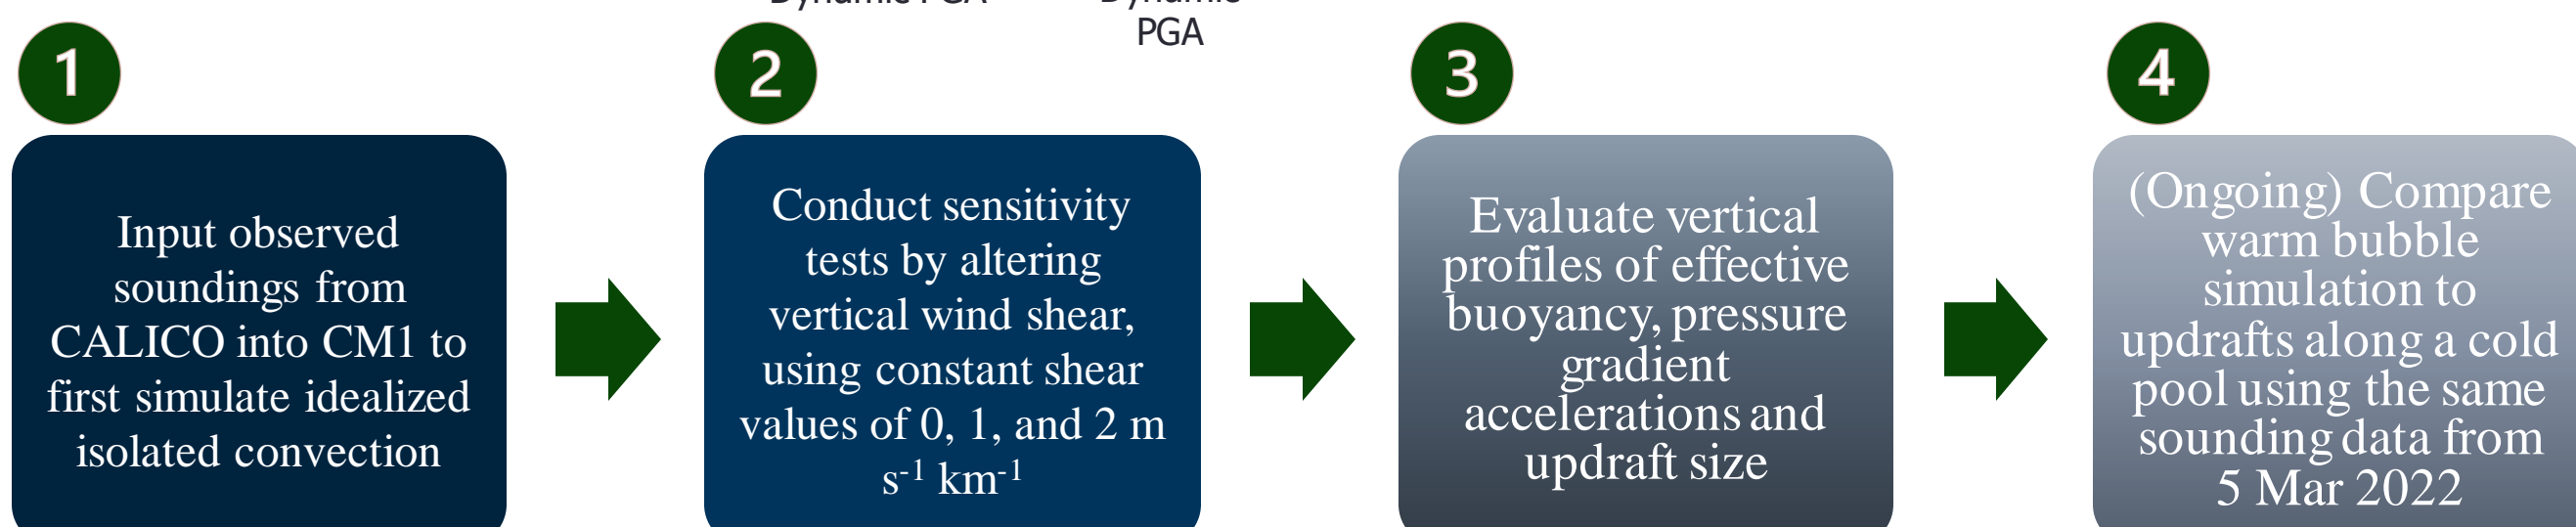 Dynamic PGA
Dynamic
PGA
1
2
3
4
Input observed
soundings from
CALICO into CM1 to
first simulate idealized
isolated convection
Conduct sensitivity
tests by altering
vertical wind shear,
using constant shear
values of 0, 1, and 2 m
s⁻¹ km⁻¹
Evaluate vertical
profiles of effective
buoyancy, pressure
gradient
accelerations and
updraft size
(Ongoing) Compare
warm bubble
simulation to
updrafts along a cold
pool using the same
sounding data from
5 Mar 2022